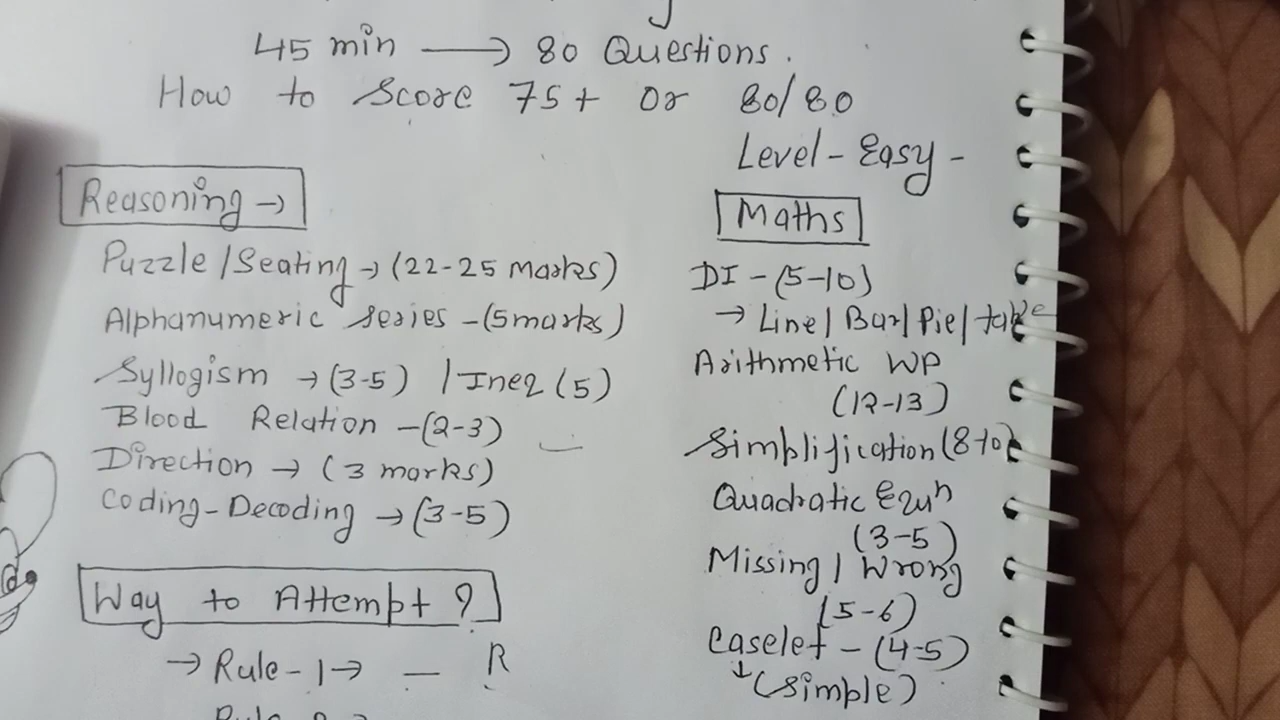 45 min → 80 Questions.
How to Score 75+ Or 80/80
Level - Easy -
Reasoning →
Puzzle / Seating → (22-25 marks)
Alphanumeric Series - (5 marks)
Syllogism → (3-5) / Ineq (5)
Blood Relation - (2-3)
Direction → (3 marks)
Coding-Decoding → (3-5)
Way to Attempt ?
→ Rule-1 → — R
Maths
DI - (5-10)
→ Line / Bar / Pie / table
Arithmetic WP
(12-13)
Simplification (8 to
Quadratic Equn
(3-5)
Missing / Wrong
(5-6)
Caselet - (4-5)
↓ (Simple)